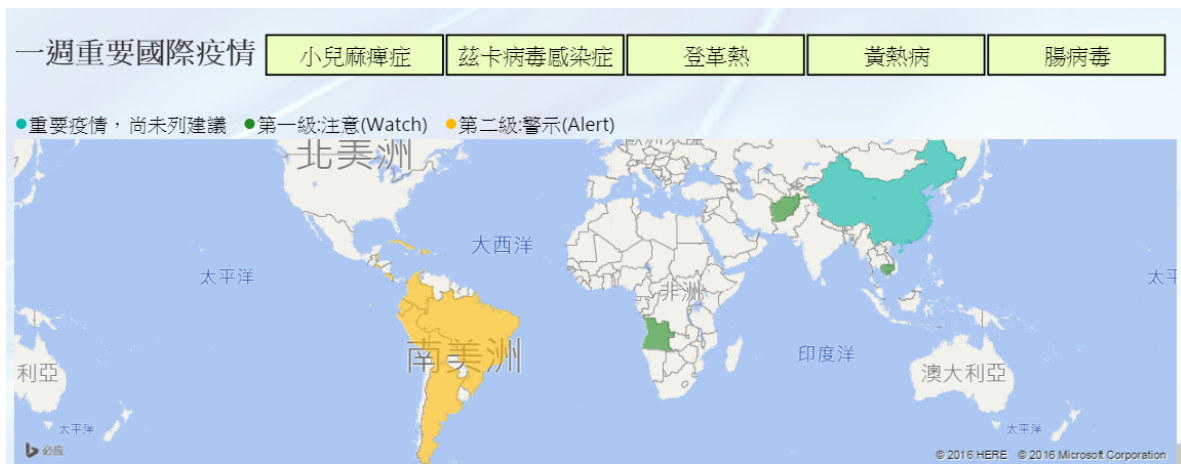 一週重要國際疫情
小兒麻痺症
茲卡病毒感染症
登革熱
黃熱病
腸病毒
●重要疫情，尚未列建議 ●第一級:注意(Watch) ●第二級:警示(Alert)
北美洲
大西洋
太平洋
非洲
太平
南美洲
印度洋
利亞
澳大利亞
太平洋
太平洋
必应
© 2016 HERE © 2016 Microsoft Corporation